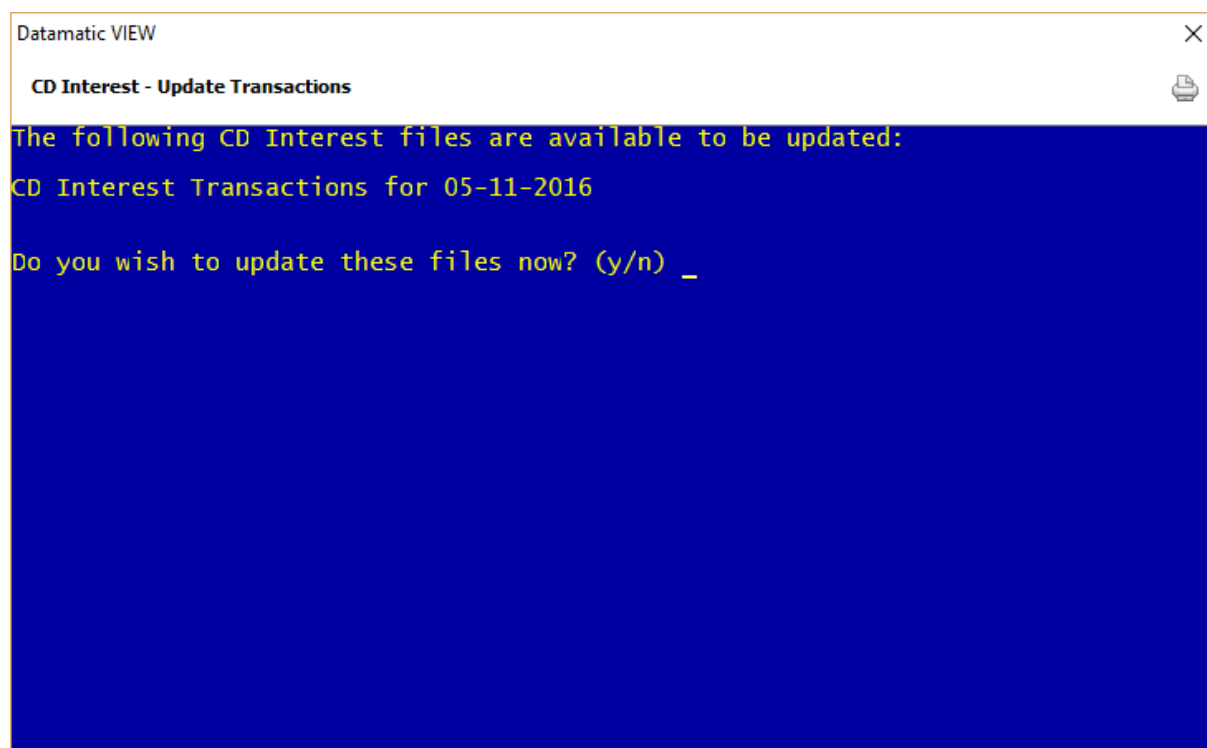 Datamatic VIEW
CD Interest - Update Transactions
The following CD Interest files are available to be updated:
CD Interest Transactions for 05-11-2016
Do you wish to update these files now? (y/n) _